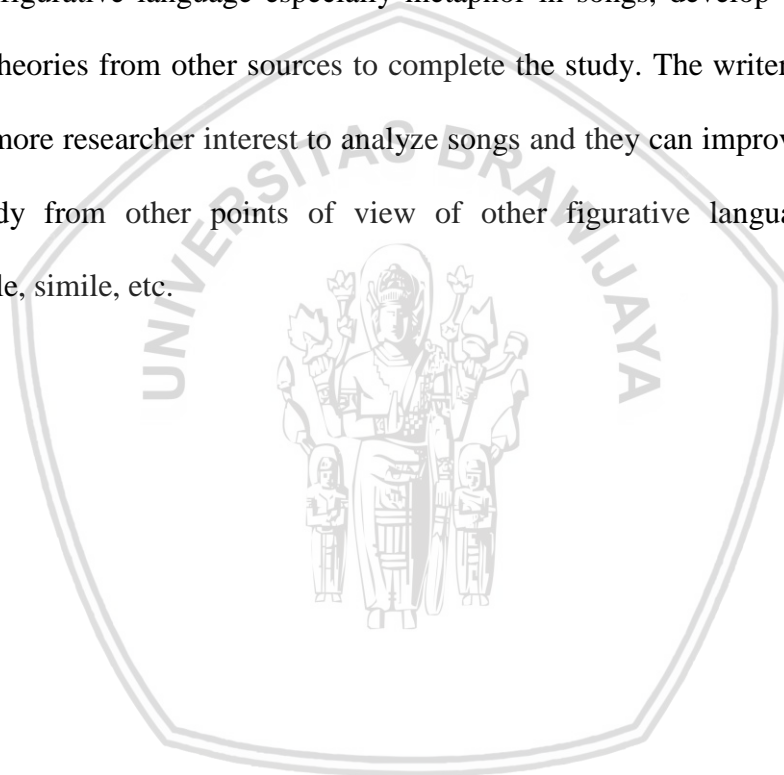 figurative language especially metaphor in songs, develop
heories from other sources to complete the study. The writer
more researcher interest to analyze songs and they can improv
dy from other points of view of other figurative langua
le, simile, etc.
UNIVERSITAS BRAWIJAYA